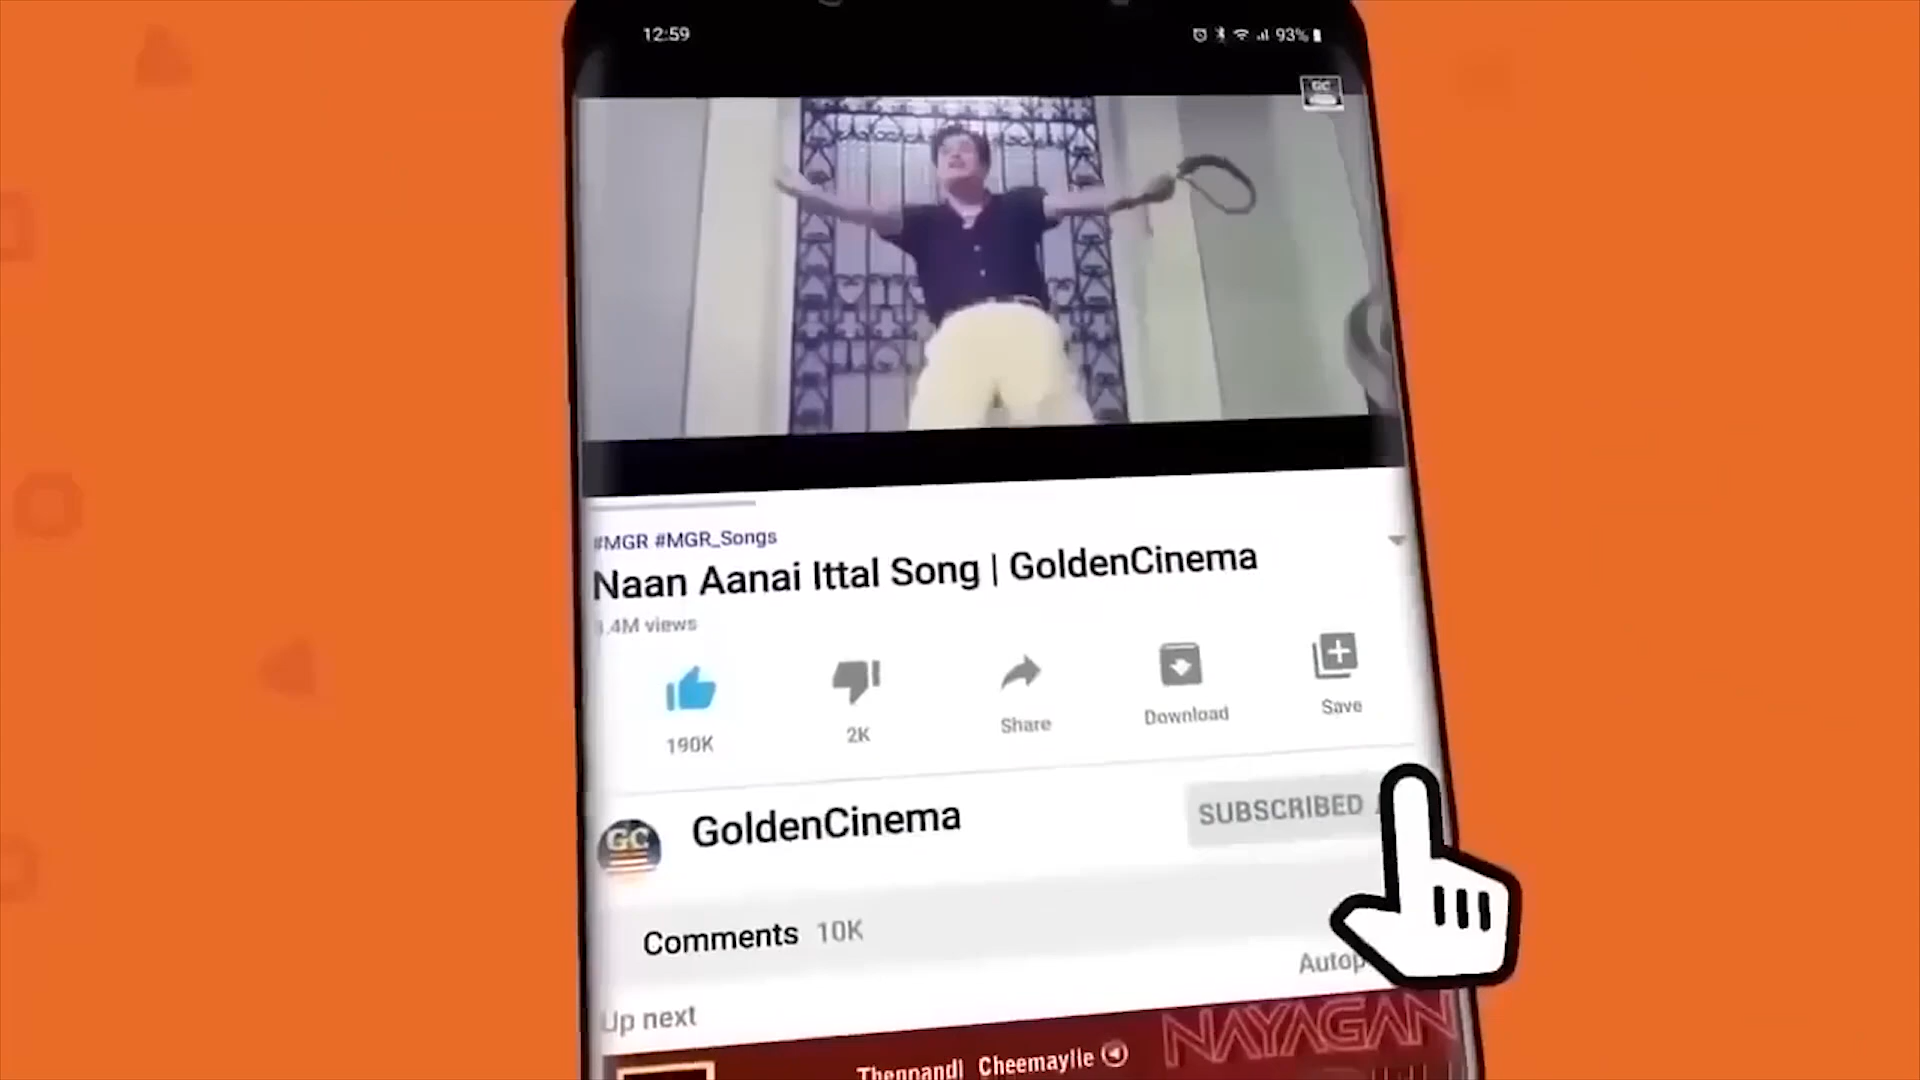 12:59
93%
GC
#MGR #MGR_Songs
Naan Aanai Ittal Song | GoldenCinema
.4M views
190K
2K
Share
Download
Save
GC
GoldenCinema
SUBSCRIBED
Comments 10K
Autop
Up next
NAYAGAN
Thenpandi Cheemaylle